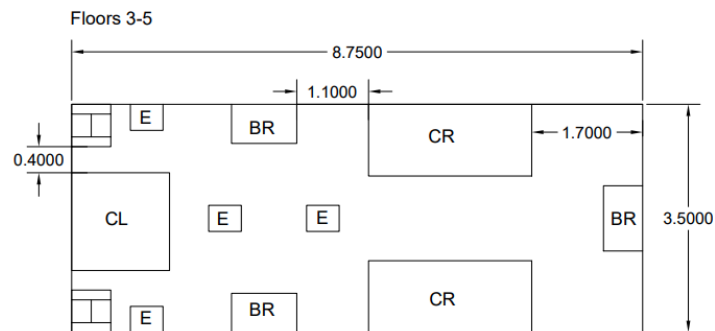 Floors 3-5
8.7500
1.1000
E
BR
CR
1.7000
0.4000
CL
E
E
BR
3.5000
E
BR
CR